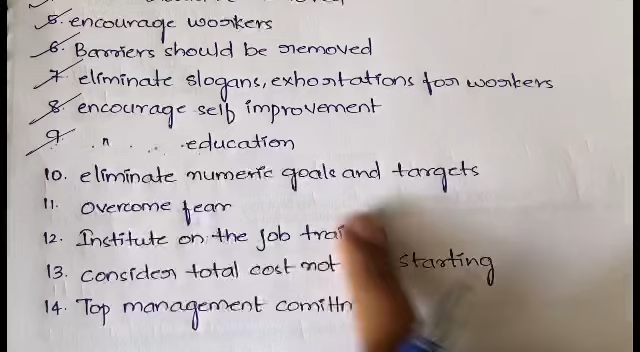 5. encourage workers
6. Barriers should be removed
7. eliminate slogans, exhortations for workers
8. encourage self improvement
9. " .. .. education
10. eliminate numeric goals and targets
11. Overcome fear
12. Institute on the job
13. consider total cost not starting
14. Top management